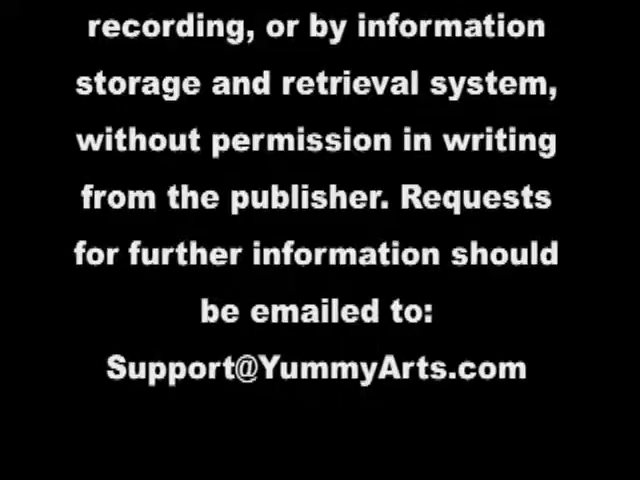 recording, or by information
storage and retrieval system,
without permission in writing
from the publisher. Requests
for further information should
be emailed to:
Support@YummyArts.com